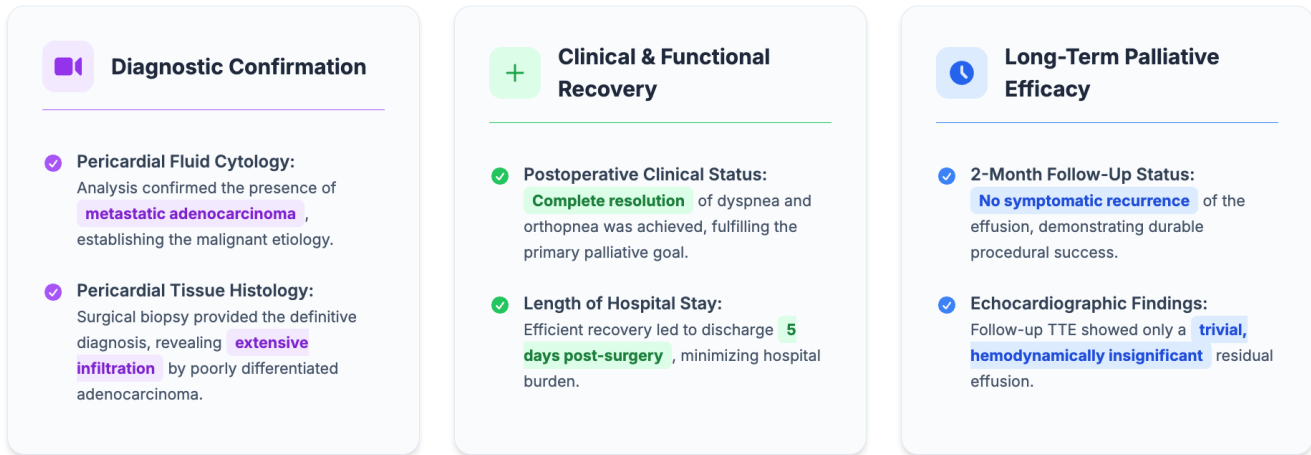 Diagnostic Confirmation
Pericardial Fluid Cytology:
Analysis confirmed the presence of
metastatic adenocarcinoma ,
establishing the malignant etiology.
Pericardial Tissue Histology:
Surgical biopsy provided the definitive
diagnosis, revealing extensive
infiltration by poorly differentiated
adenocarcinoma.
Clinical & Functional
Recovery
Postoperative Clinical Status:
Complete resolution of dyspnea and
orthopnea was achieved, fulfilling the
primary palliative goal.
Length of Hospital Stay:
Efficient recovery led to discharge 5
days post-surgery , minimizing hospital
burden.
Long-Term Palliative
Efficacy
2-Month Follow-Up Status:
No symptomatic recurrence of the
effusion, demonstrating durable
procedural success.
Echocardiographic Findings:
Follow-up TTE showed only a trivial,
hemodynamically insignificant residual
effusion.